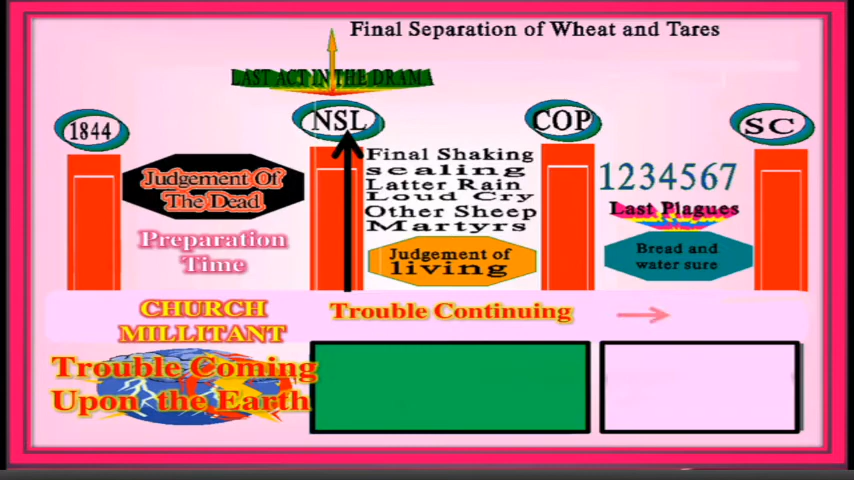 Final Separation of Wheat and Tares
LAST ACT IN THE DRAMA
1844
NSL
COP
SC
Judgement Of
The Dead
Preparation
Time
Final Shaking
sealing
Latter Rain
Loud Cry
Other Sheep
Martyrs
Judgement of
living
1234567
Last Plagues
Bread and
water sure
CHURCH
MILLITANT
Trouble Continuing
Trouble Coming
Upon the Earth